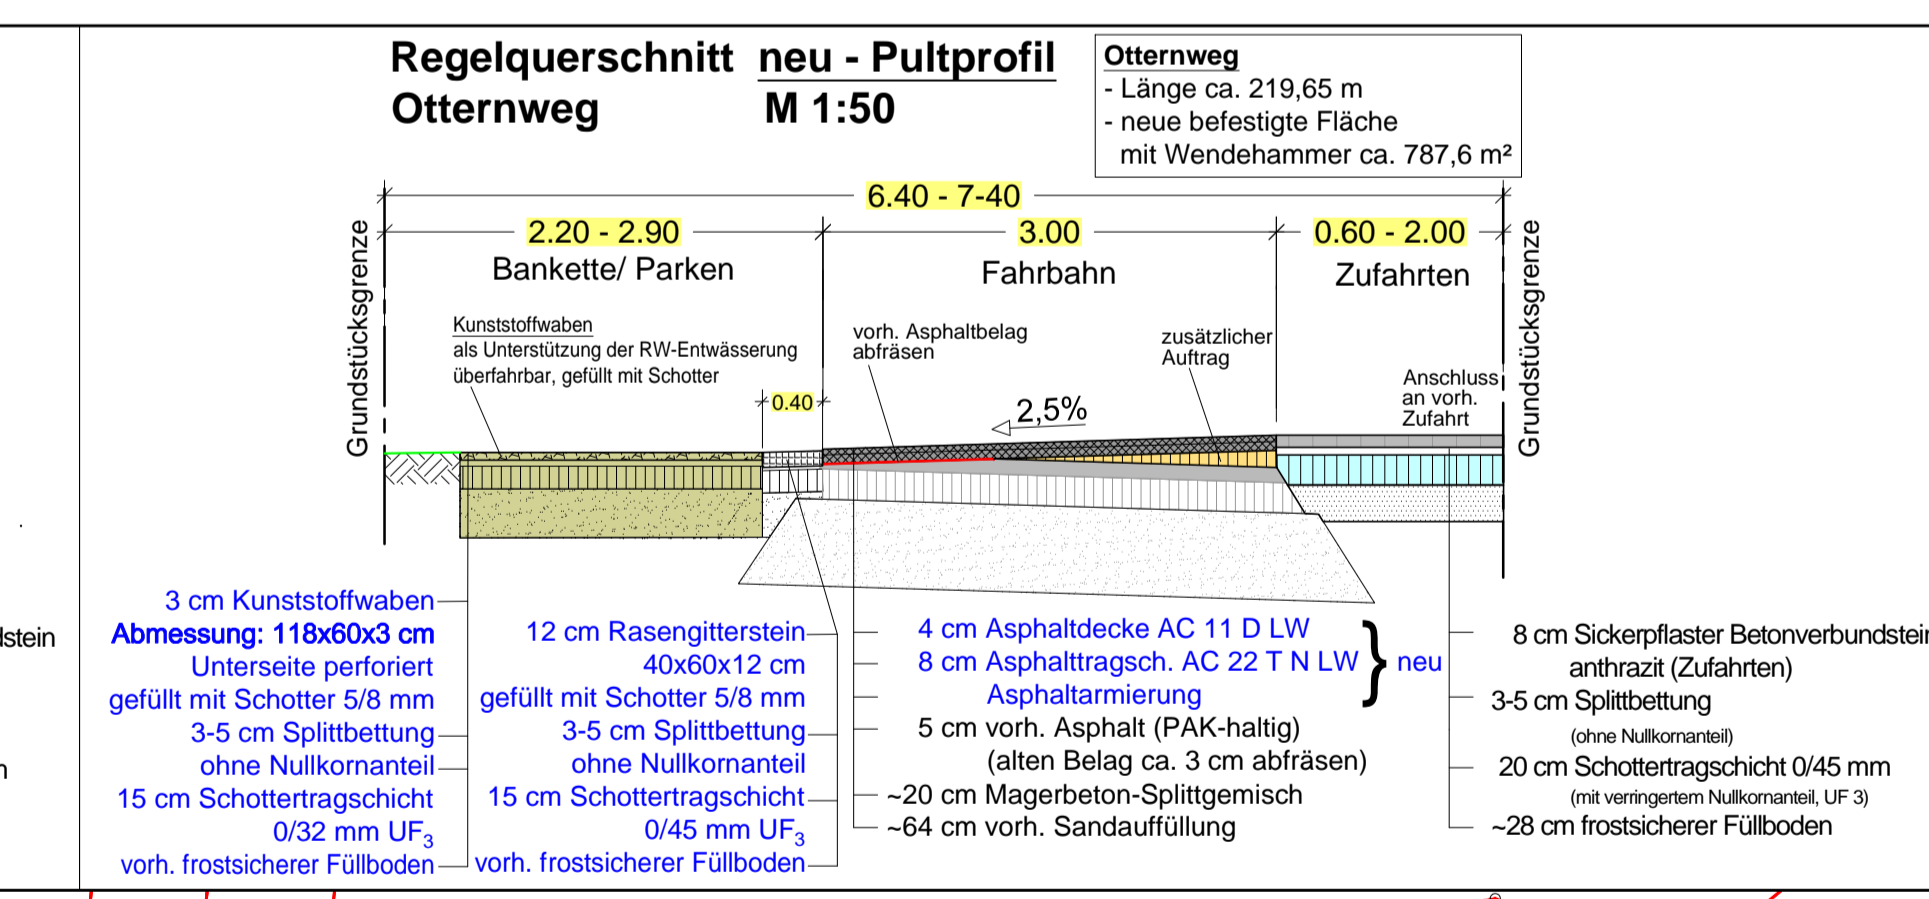 Regelquerschnitt neu - Pultprofil
Otternweg M 1:50
Otternweg
- Länge ca. 219,65 m
- neue befestigte Fläche
mit Wendehammer ca. 787,6 m²
6.40 - 7-40
2.20 - 2.90
3.00
0.60 - 2.00
Bankette/ Parken
Fahrbahn
Zufahrten
Grundstücksgrenze
Grundstücksgrenze
Kunststoffwaben
als Unterstützung der RW-Entwässerung
überfahrbar, gefüllt mit Schotter
vorh. Asphaltbelag
abfräsen
zusätzlicher
Auftrag
Anschluss
an vorh.
Zufahrt
0.40
2,5%
dstein
n
3 cm Kunststoffwaben
Abmessung: 118x60x3 cm
Unterseite perforiert
gefüllt mit Schotter 5/8 mm
3-5 cm Splittbettung
ohne Nullkornanteil
15 cm Schottertragschicht
0/32 mm UF3
vorh. frostsicherer Füllboden
12 cm Rasengitterstein
40x60x12 cm
gefüllt mit Schotter 5/8 mm
3-5 cm Splittbettung
ohne Nullkornanteil
15 cm Schottertragschicht
0/45 mm UF3
vorh. frostsicherer Füllboden
4 cm Asphaltdecke AC 11 D LW
8 cm Asphalttragsch. AC 22 T N LW
Asphaltarmierung
} neu
5 cm vorh. Asphalt (PAK-haltig)
(alten Belag ca. 3 cm abfräsen)
~20 cm Magerbeton-Splittgemisch
~64 cm vorh. Sandauffüllung
8 cm Sickerpflaster Betonverbundstein
anthrazit (Zufahrten)
3-5 cm Splittbettung
(ohne Nullkornanteil)
20 cm Schottertragschicht 0/45 mm
(mit verringertem Nullkornanteil, UF 3)
~28 cm frostsicherer Füllboden